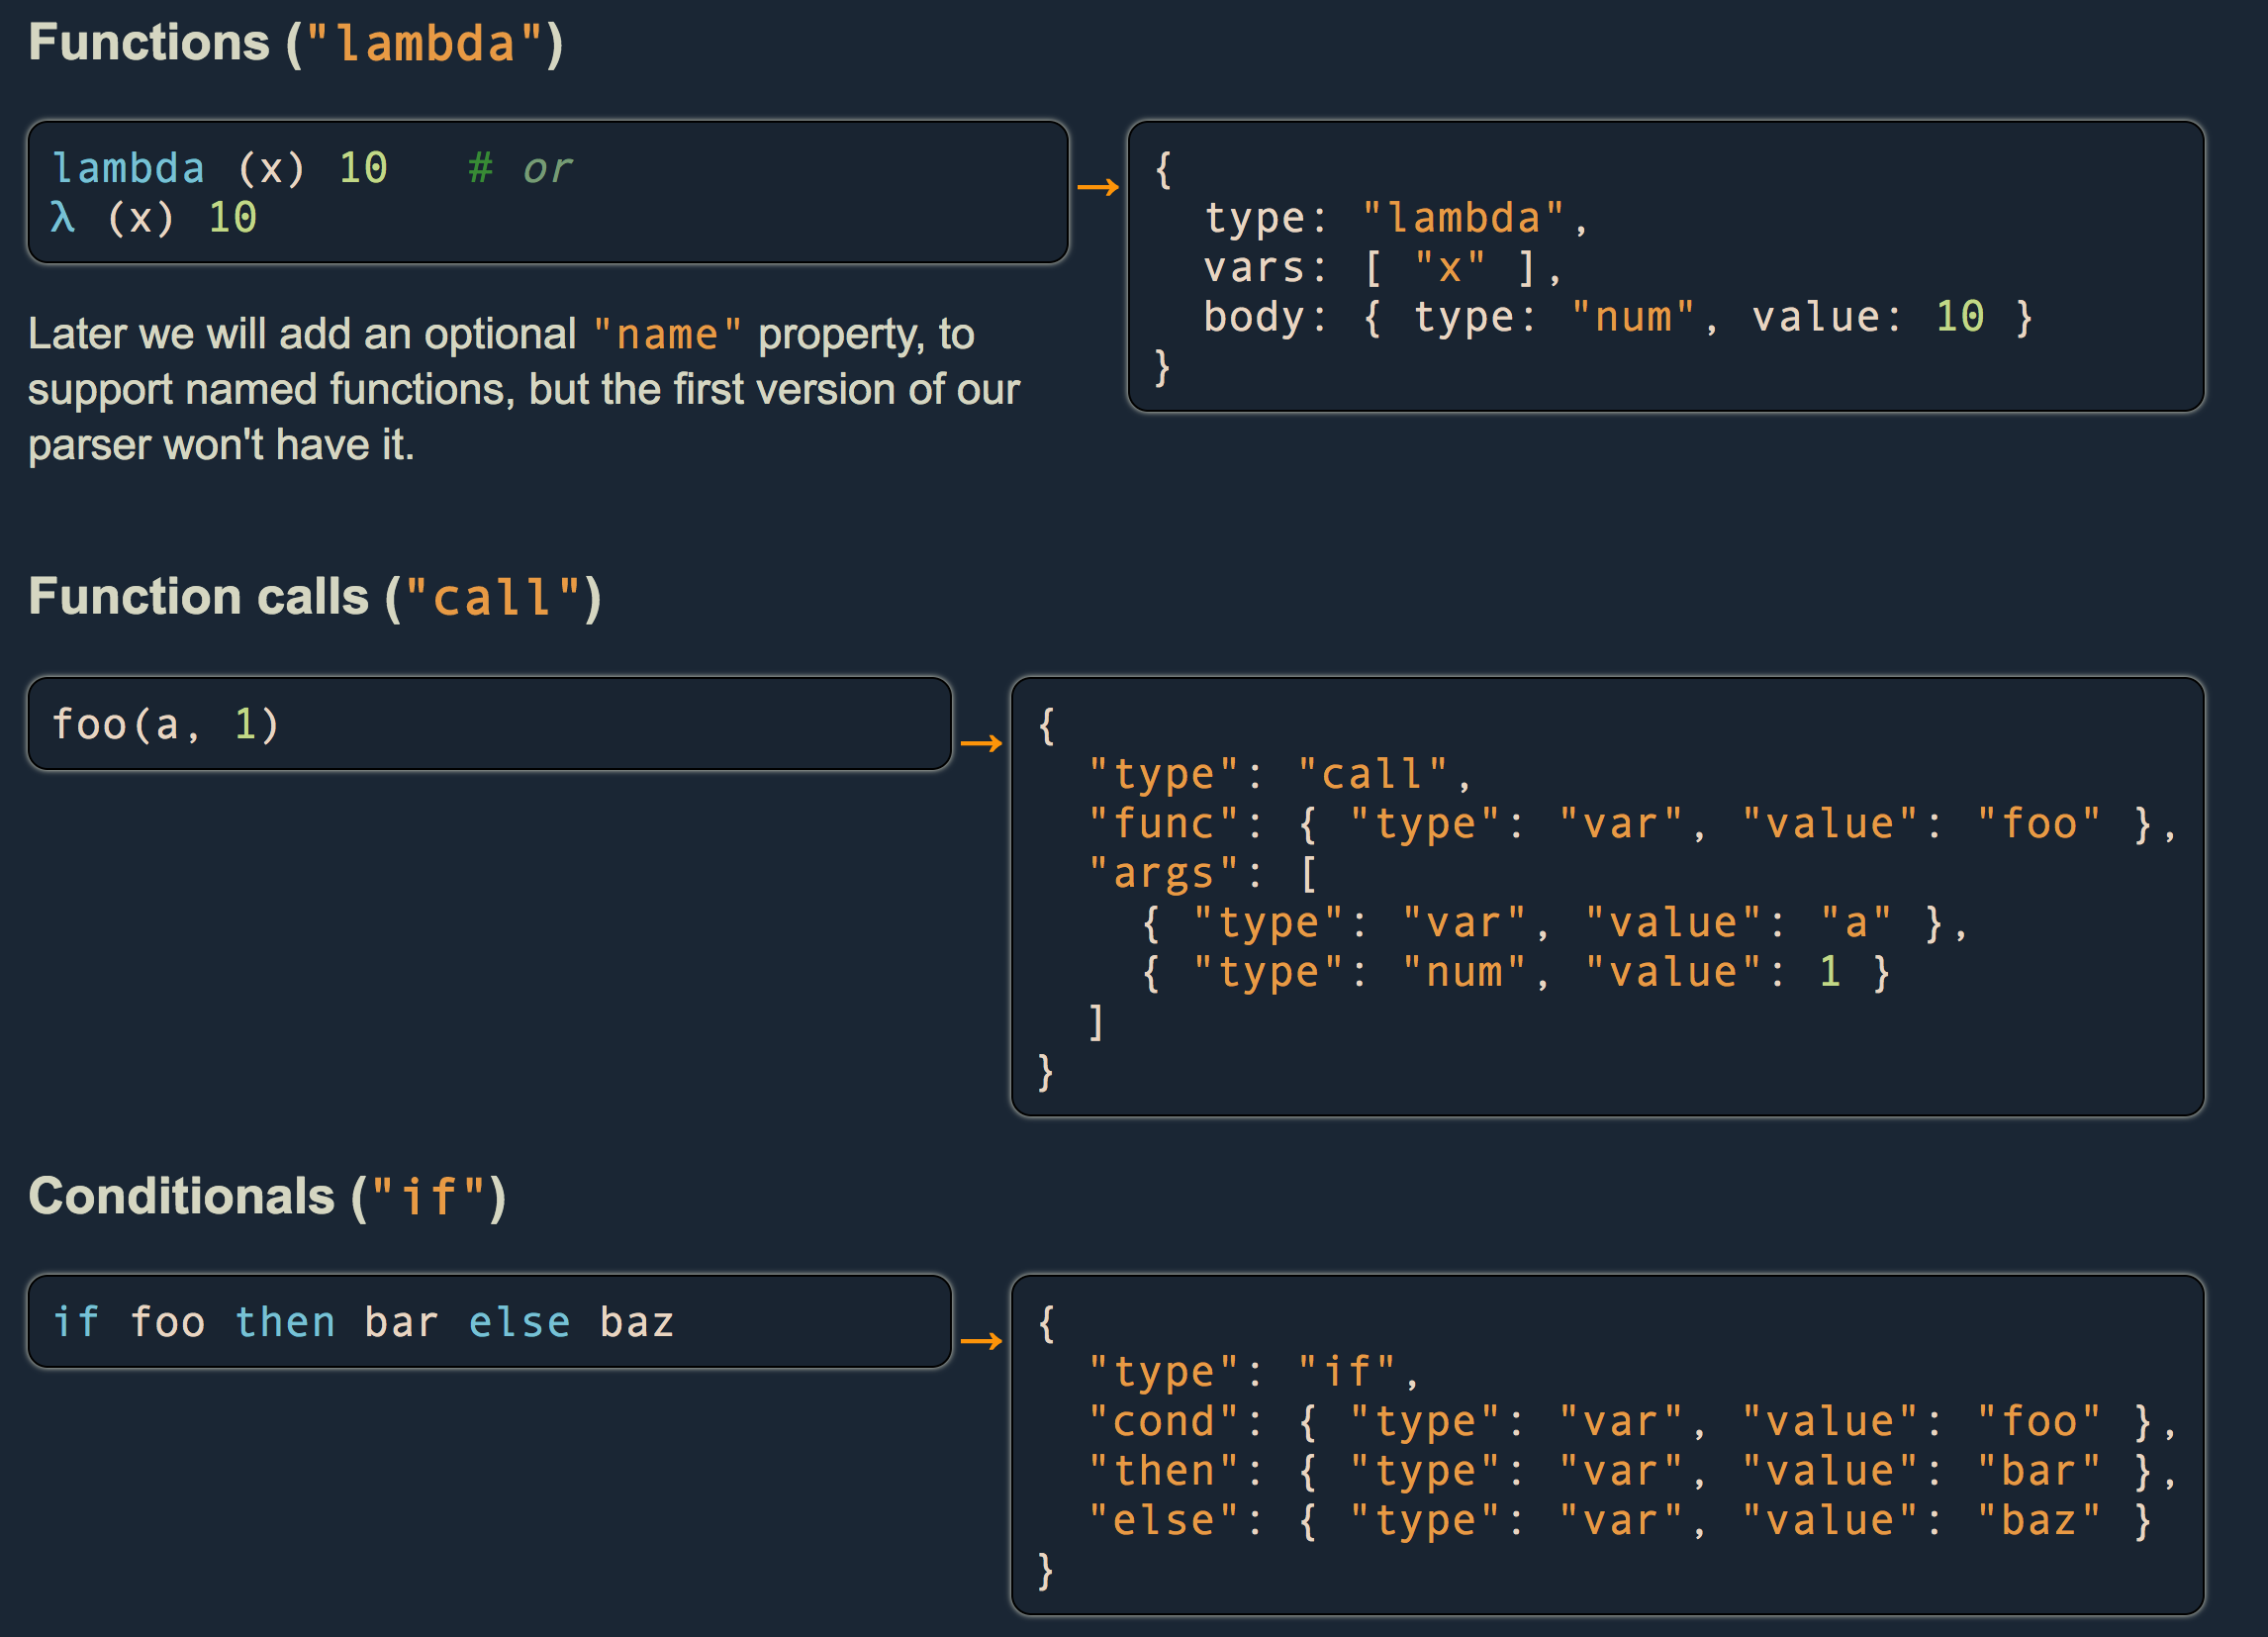 Functions ("lambda")
lambda (x) 10   # or
λ (x) 10
→
{
  type: "lambda",
  vars: [ "x" ],
  body: { type: "num", value: 10 }
}
Later we will add an optional "name" property, to
support named functions, but the first version of our
parser won't have it.
Function calls ("call")
foo(a, 1)
→
{
  "type": "call",
  "func": { "type": "var", "value": "foo" },
  "args": [
    { "type": "var", "value": "a" },
    { "type": "num", "value": 1 }
  ]
}
Conditionals ("if")
if foo then bar else baz
→
{
  "type": "if",
  "cond": { "type": "var", "value": "foo" },
  "then": { "type": "var", "value": "bar" },
  "else": { "type": "var", "value": "baz" }
}